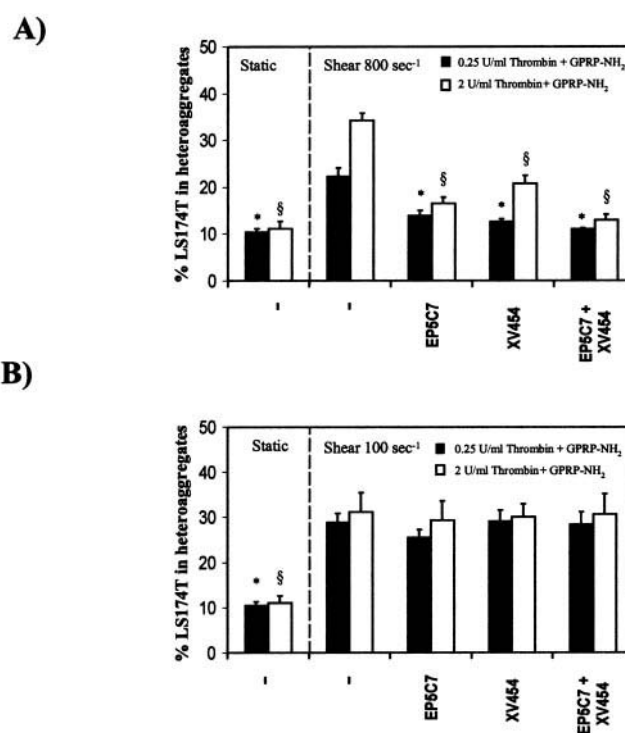 A)
% LS174T in heteroaggregates
50
40
30
20
10
0
Static
Shear 800 sec⁻¹
0.25 U/ml Thrombin + GPRP-NH₂
2 U/ml Thrombin + GPRP-NH₂
* § * § * § * §
– – EP5C7 XV454 EP5C7 + XV454
B)
% LS174T in heteroaggregates
50
40
30
20
10
0
Static
Shear 100 sec⁻¹
0.25 U/ml Thrombin + GPRP-NH₂
2 U/ml Thrombin + GPRP-NH₂
* §
– – EP5C7 XV454 EP5C7 + XV454